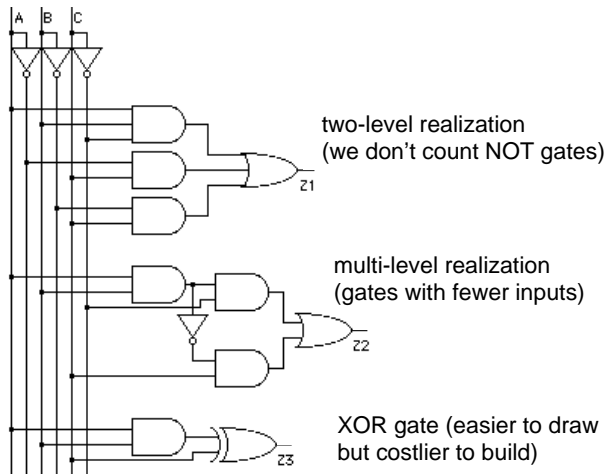 A B C
two-level realization
(we don't count NOT gates)
Z1
multi-level realization
(gates with fewer inputs)
Z2
XOR gate (easier to draw
but costlier to build)
Z3